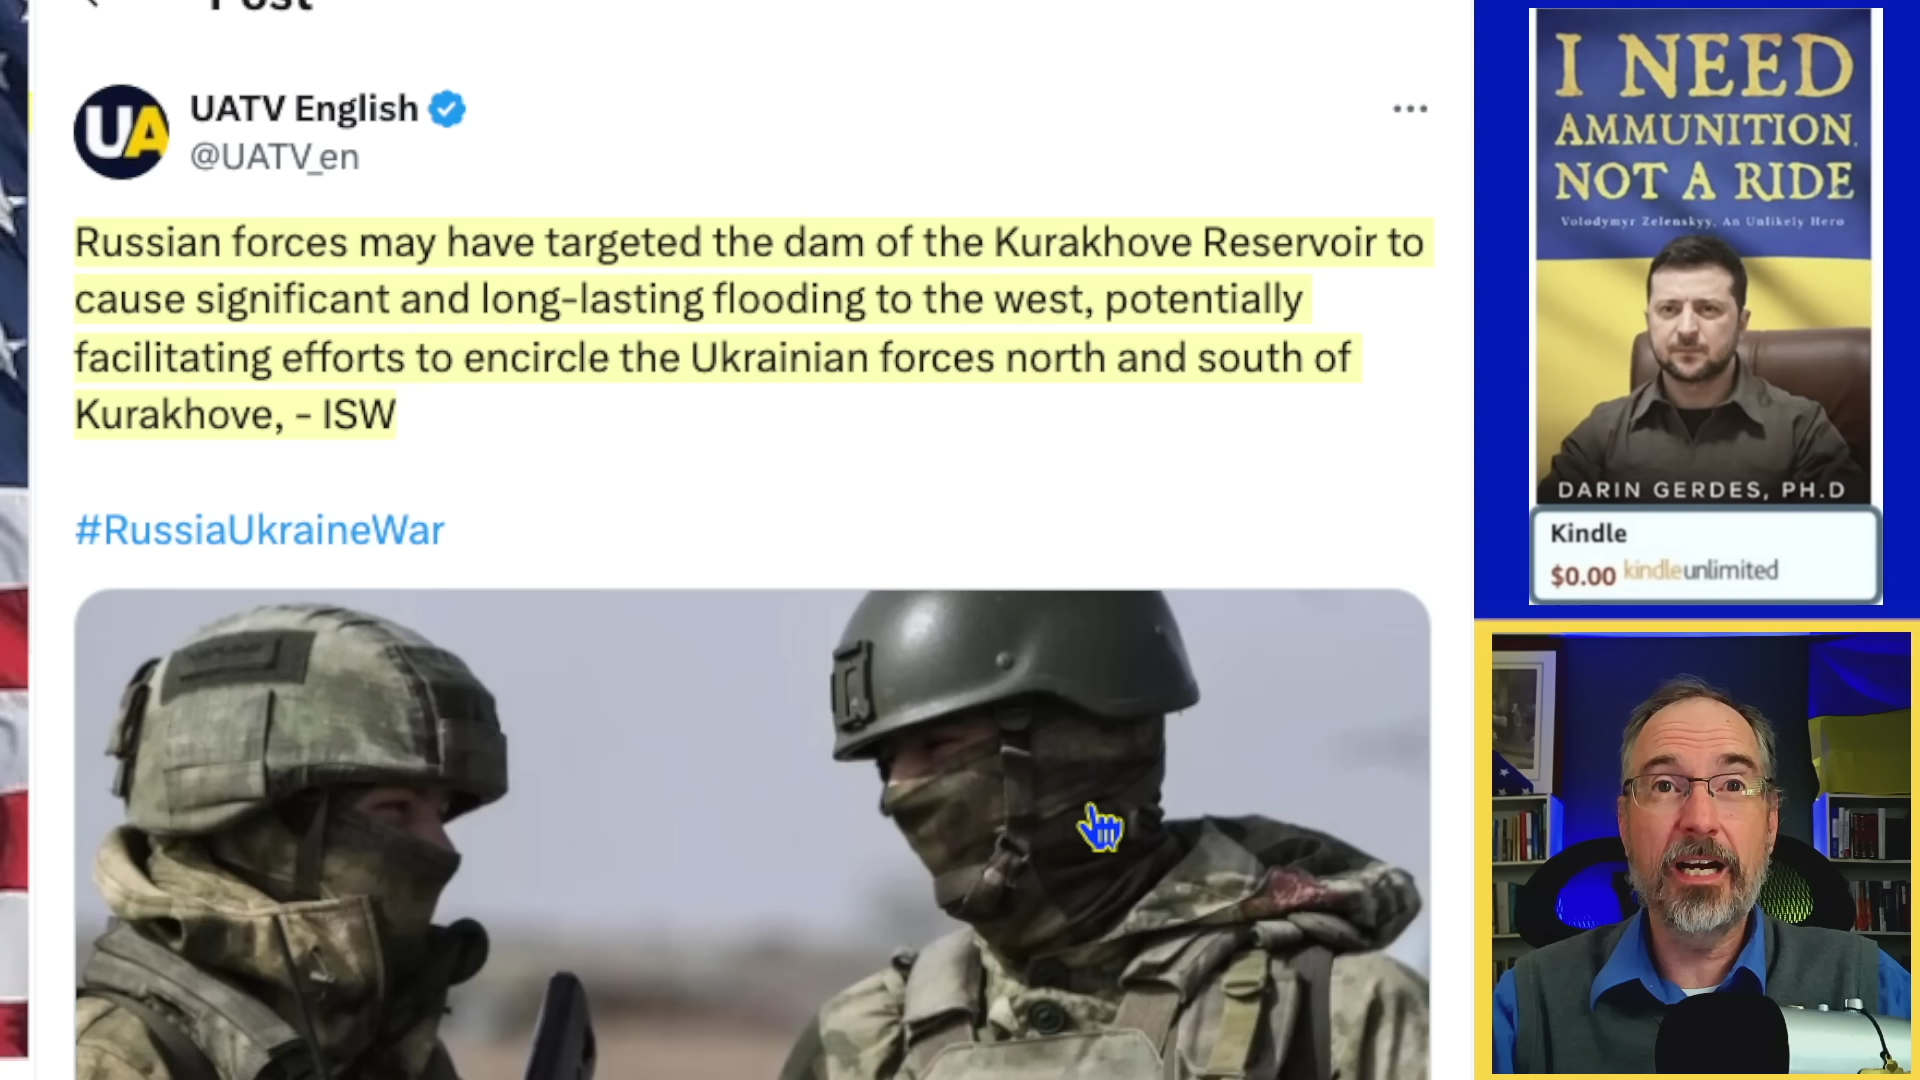 Post
UA
UATV English
@UATV_en
Russian forces may have targeted the dam of the Kurakhove Reservoir to
cause significant and long-lasting flooding to the west, potentially
facilitating efforts to encircle the Ukrainian forces north and south of
Kurakhove, - ISW
#RussiaUkraineWar
I NEED
AMMUNITION,
NOT A RIDE
Volodymyr Zelenskyy, An Unlikely Hero
DARIN GERDES, PH.D
Kindle
$0.00 kindleunlimited